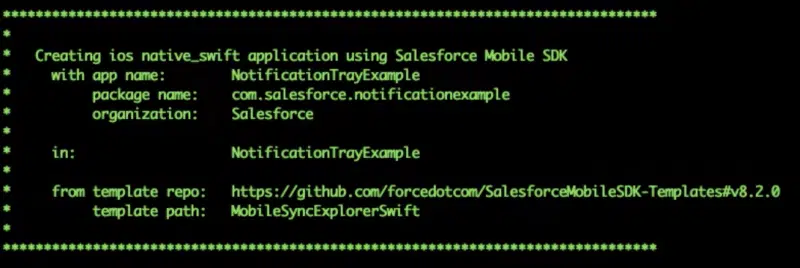 ********************************************************************************
*
*   Creating ios native_swift application using Salesforce Mobile SDK
*     with app name:        NotificationTrayExample
*          package name:    com.salesforce.notificationexample
*          organization:    Salesforce
*
*     in:                   NotificationTrayExample
*
*     from template repo:   https://github.com/forcedotcom/SalesforceMobileSDK-Templates#v8.2.0
*          template path:   MobileSyncExplorerSwift
*
********************************************************************************